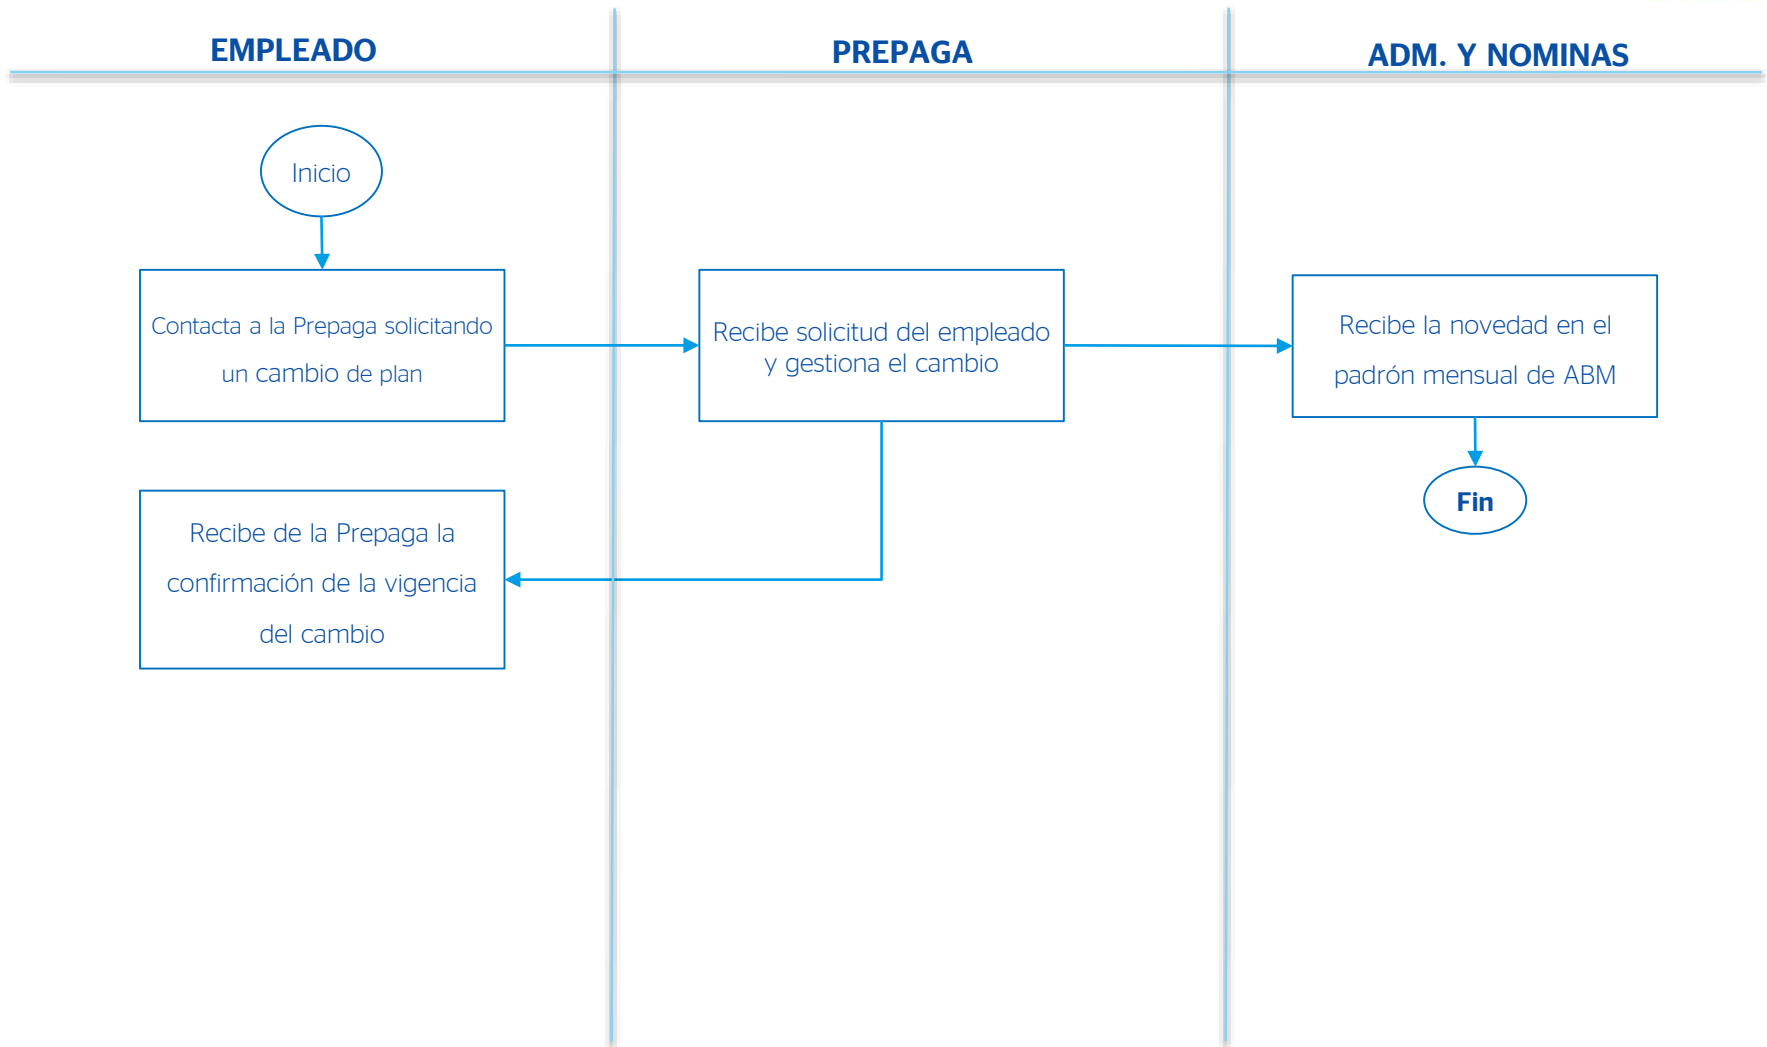 EMPLEADO
PREPAGA
ADM. Y NOMINAS
Inicio
Contacta a la Prepaga solicitando
un cambio de plan
Recibe solicitud del empleado
y gestiona el cambio
Recibe la novedad en el
padrón mensual de ABM
Fin
Recibe de la Prepaga la
confirmación de la vigencia
del cambio